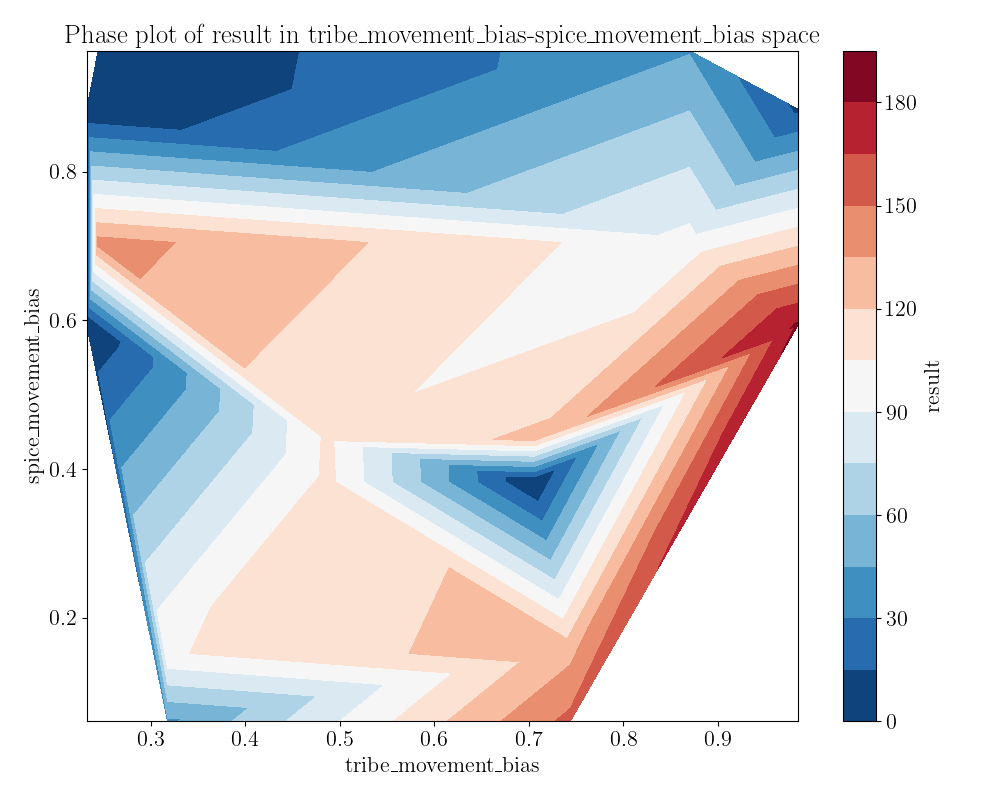 Phase plot of result in tribe_movement_bias-spice_movement_bias space
0.8
0.6
0.4
0.2
spice_movement_bias
0.3 0.4 0.5 0.6 0.7 0.8 0.9
tribe_movement_bias
180
150
120
90
60
30
0
result